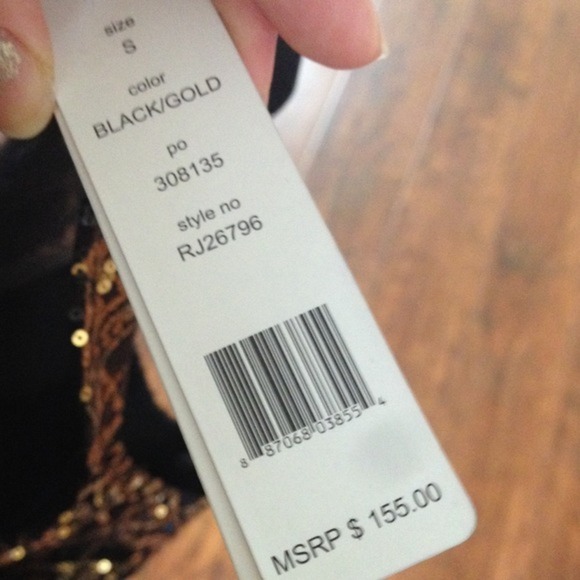 size
S
color
BLACK/GOLD
po
308135
style no
RJ26796
8 87068 03855 4
MSRP $ 155.00